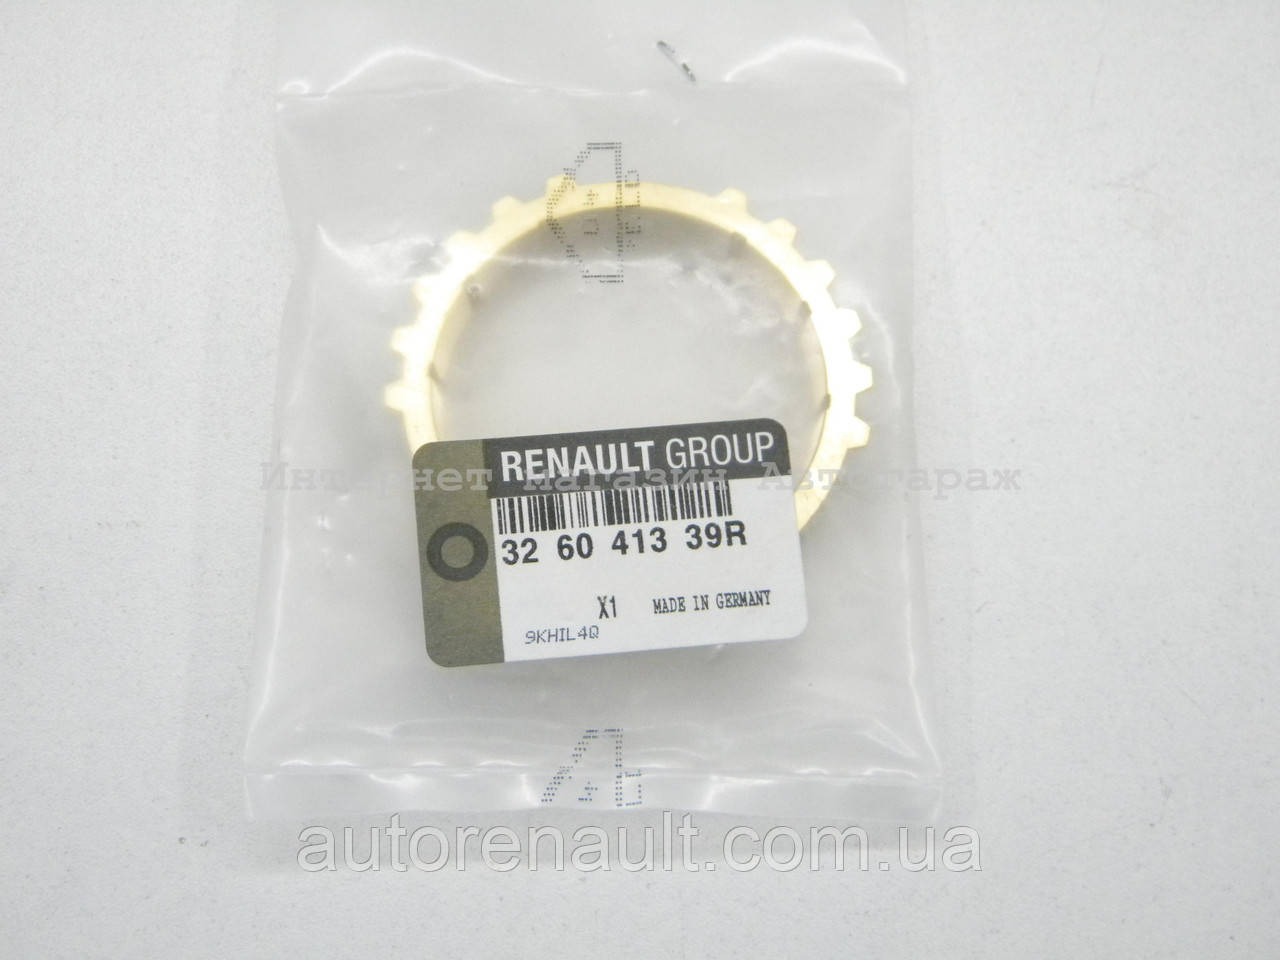 RENAULT GROUP
Интернет магазин Автогараж
32 60 413 39R
X1 MADE IN GERMANY
9KHIL4Q
autorenault.com.ua